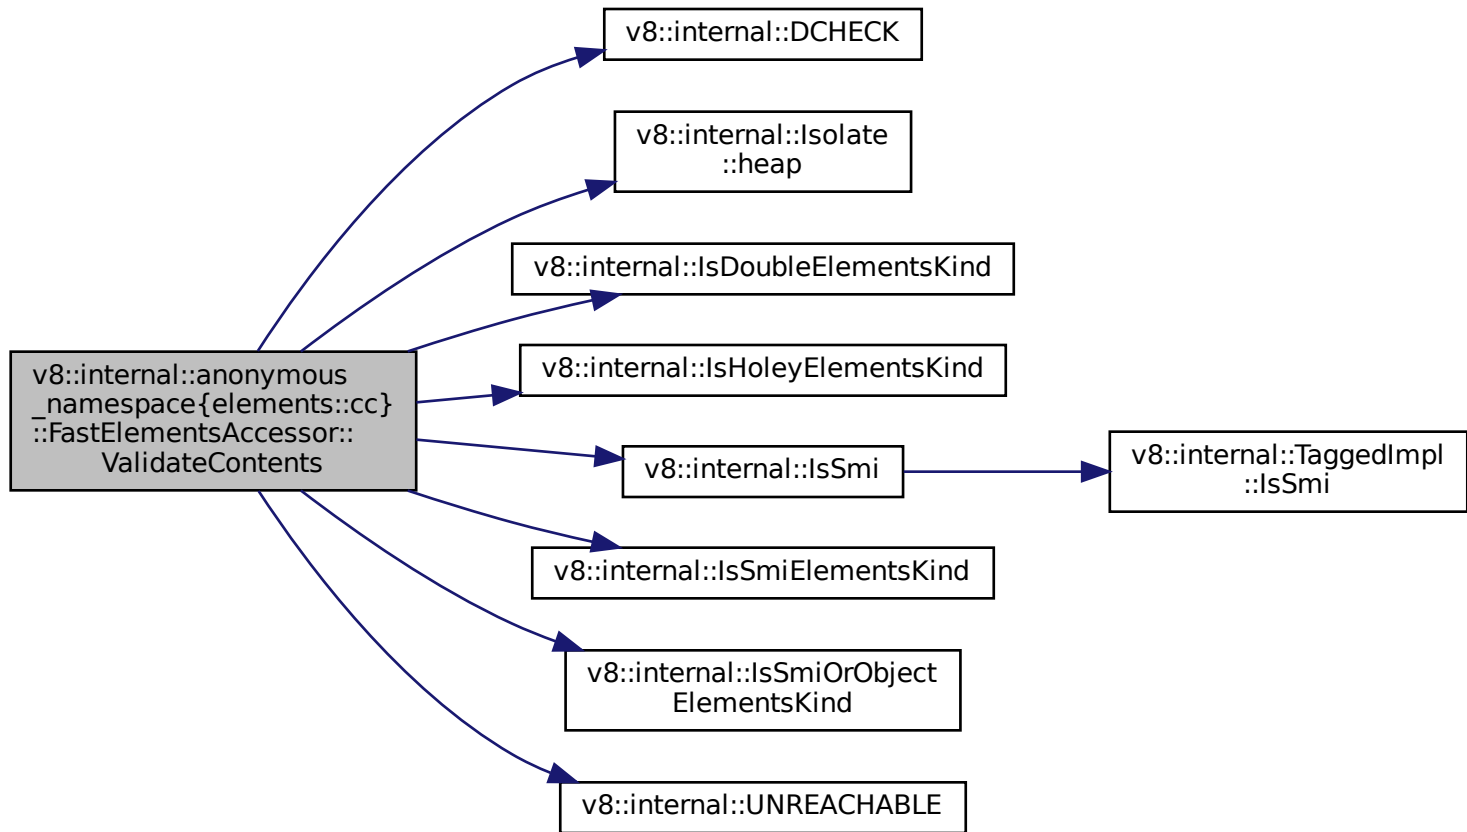 v8::internal::DCHECK
v8::internal::Isolate
::heap
v8::internal::IsDoubleElementsKind
v8::internal::anonymous
_namespace{elements::cc}
::FastElementsAccessor::
ValidateContents
v8::internal::IsHoleyElementsKind
v8::internal::IsSmi
v8::internal::TaggedImpl
::IsSmi
v8::internal::IsSmiElementsKind
v8::internal::IsSmiOrObject
ElementsKind
v8::internal::UNREACHABLE